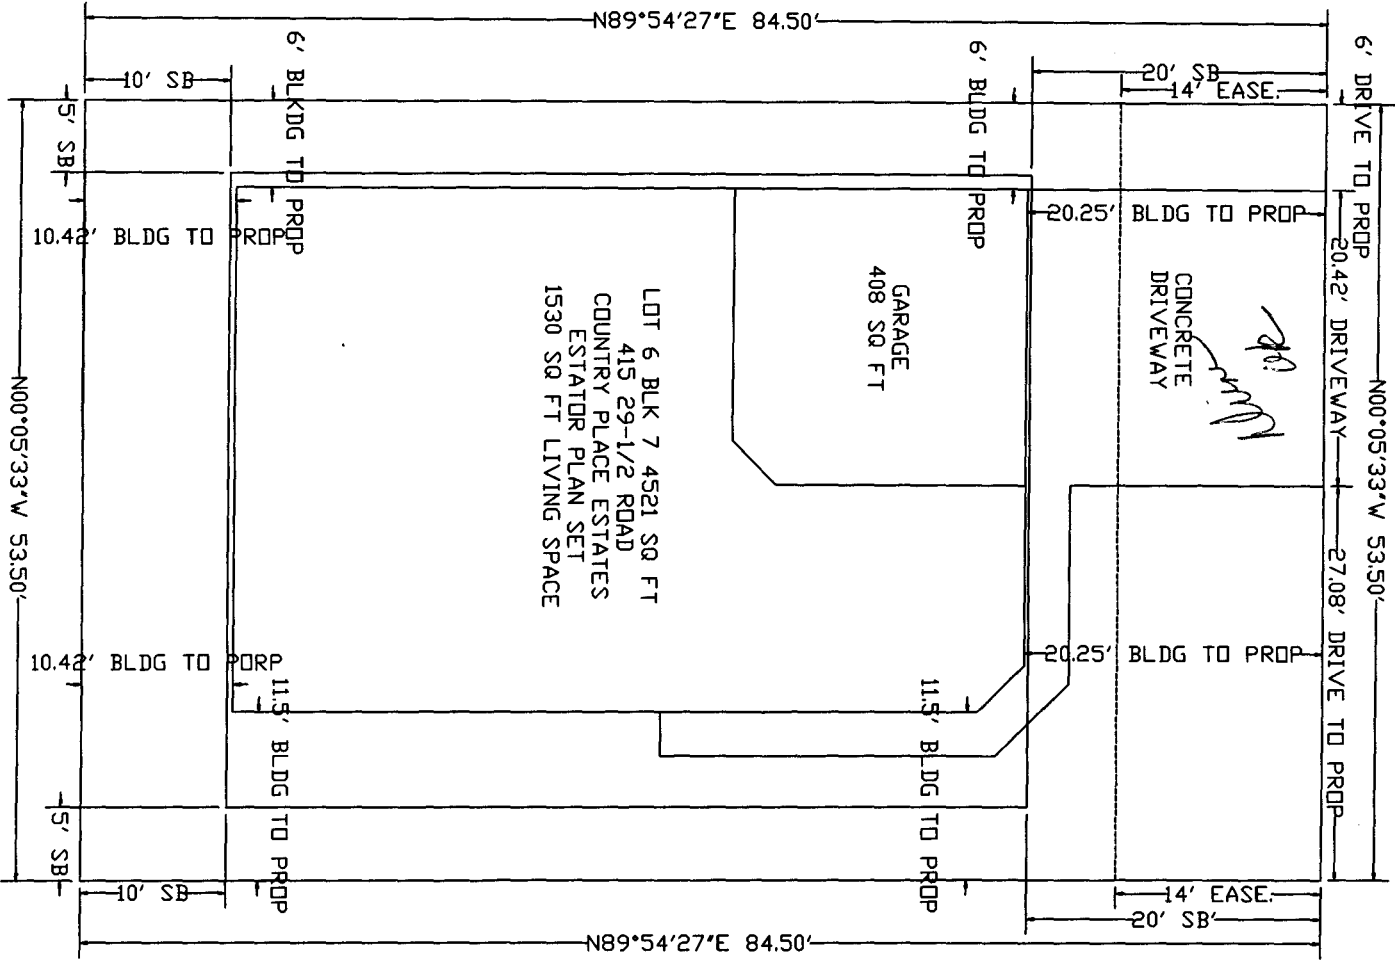 N89°54'27"E 84.50'
10' SB
20' SB
14' EASE.
6' BLKDG TO PROP
6' BLDG TO PROP
6' DRIVE TO PROP
5' SB
10.42' BLDG TO PROP
20.25' BLDG TO PROP
20.42' DRIVEWAY
N00°05'33"W 53.50'
CONCRETE
DRIVEWAY
GARAGE
408 SQ FT
LOT 6 BLK 7 4521 SQ FT
415 29-1/2 ROAD
COUNTRY PLACE ESTATES
ESTATOR PLAN SET
1530 SQ FT LIVING SPACE
N00°05'33"W 53.50'
27.08' DRIVE TO PROP
10.42' BLDG TO PORP
20.25' BLDG TO PROP
11.5' BLDG TO PROP
11.5' BLDG TO PROP
5' SB
10' SB
14' EASE.
20' SB'
N89°54'27"E 84.50'